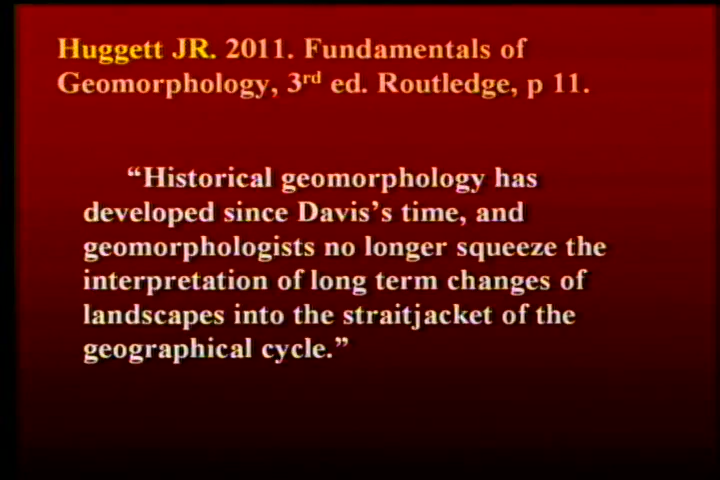 Huggett JR. 2011. Fundamentals of
Geomorphology, 3rd ed. Routledge, p 11.
“Historical geomorphology has
developed since Davis’s time, and
geomorphologists no longer squeeze the
interpretation of long term changes of
landscapes into the straitjacket of the
geographical cycle.”